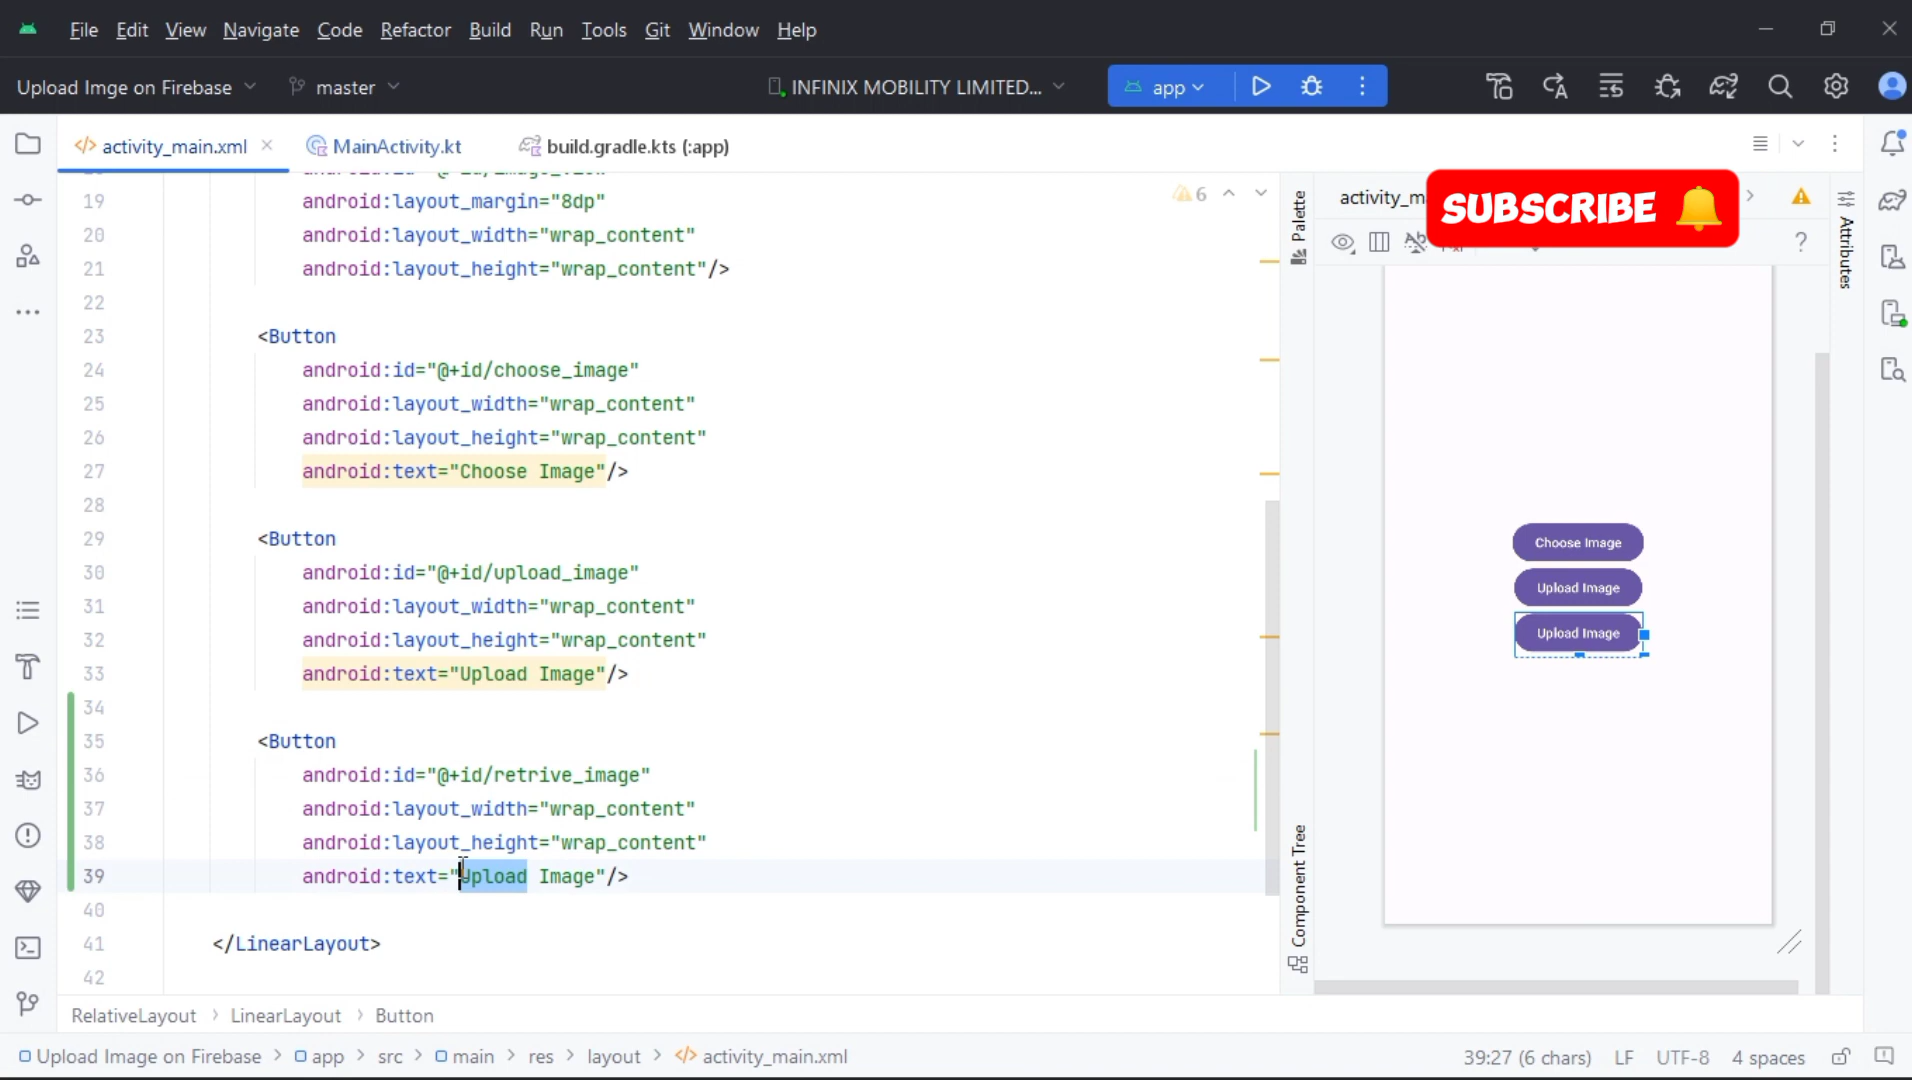 File Edit View Navigate Code Refactor Build Run Tools Git Window Help
Upload Imge on Firebase master INFINIX MOBILITY LIMITED... app
activity_main.xml MainActivity.kt build.gradle.kts (:app)
19 android:layout_margin="8dp"
20 android:layout_width="wrap_content"
21 android:layout_height="wrap_content"/>
22
23 <Button
24 android:id="@+id/choose_image"
25 android:layout_width="wrap_content"
26 android:layout_height="wrap_content"
27 android:text="Choose Image"/>
28
29 <Button
30 android:id="@+id/upload_image"
31 android:layout_width="wrap_content"
32 android:layout_height="wrap_content"
33 android:text="Upload Image"/>
34
35 <Button
36 android:id="@+id/retrive_image"
37 android:layout_width="wrap_content"
38 android:layout_height="wrap_content"
39 android:text="Upload Image"/>
40
41 </LinearLayout>
42
6
Palette
activity_m
SUBSCRIBE
Attributes
Choose Image
Upload Image
Upload Image
Component Tree
RelativeLayout > LinearLayout > Button
Upload Image on Firebase > app > src > main > res > layout > activity_main.xml
39:27 (6 chars) LF UTF-8 4 spaces